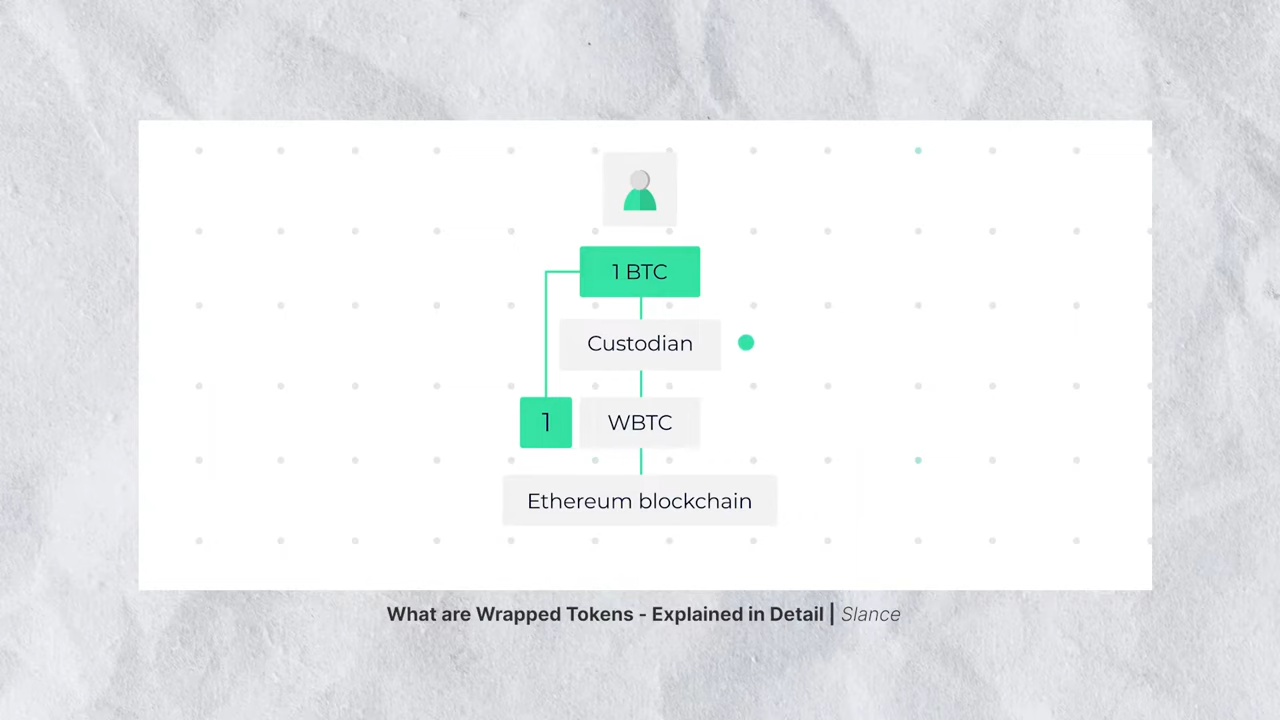 1 BTC
Custodian
1 WBTC
Ethereum blockchain
What are Wrapped Tokens - Explained in Detail | Slance